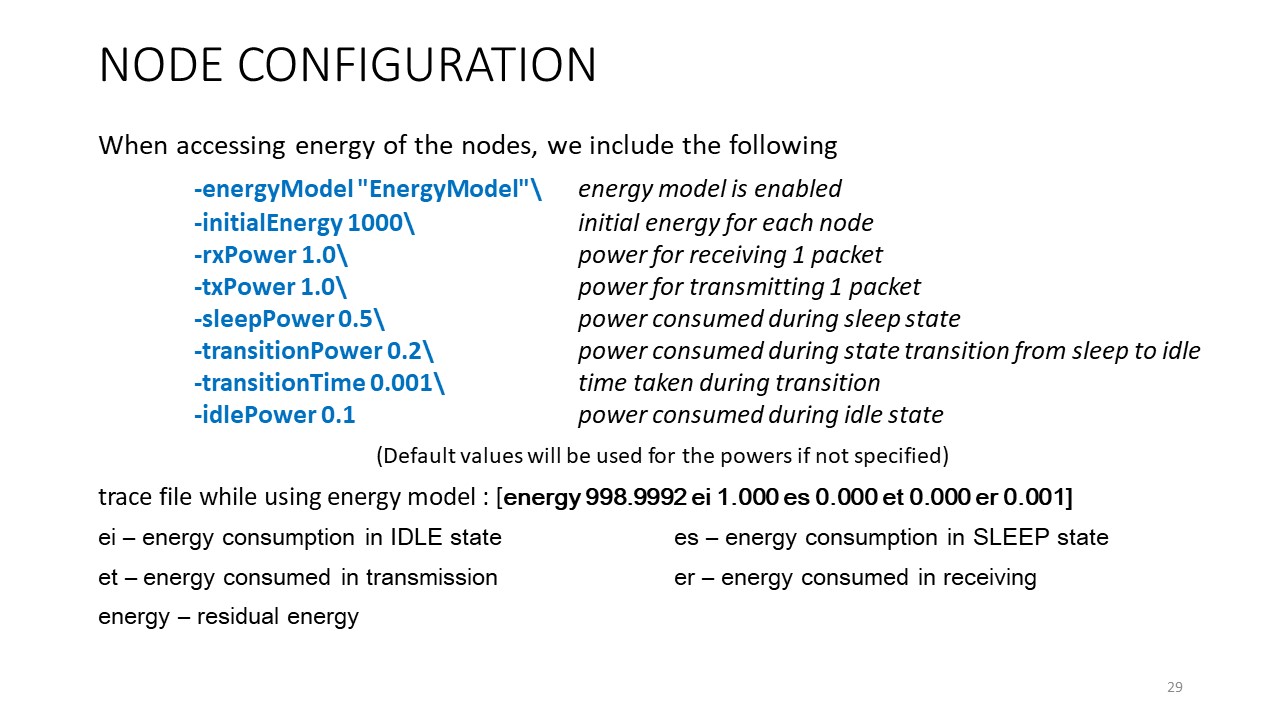 NODE CONFIGURATION
When accessing energy of the nodes, we include the following
-energyModel "EnergyModel"\ energy model is enabled
-initialEnergy 1000\ initial energy for each node
-rxPower 1.0\ power for receiving 1 packet
-txPower 1.0\ power for transmitting 1 packet
-sleepPower 0.5\ power consumed during sleep state
-transitionPower 0.2\ power consumed during state transition from sleep to idle
-transitionTime 0.001\ time taken during transition
-idlePower 0.1 power consumed during idle state
(Default values will be used for the powers if not specified)
trace file while using energy model : [energy 998.9992 ei 1.000 es 0.000 et 0.000 er 0.001]
ei – energy consumption in IDLE state es – energy consumption in SLEEP state
et – energy consumed in transmission er – energy consumed in receiving
energy – residual energy
29